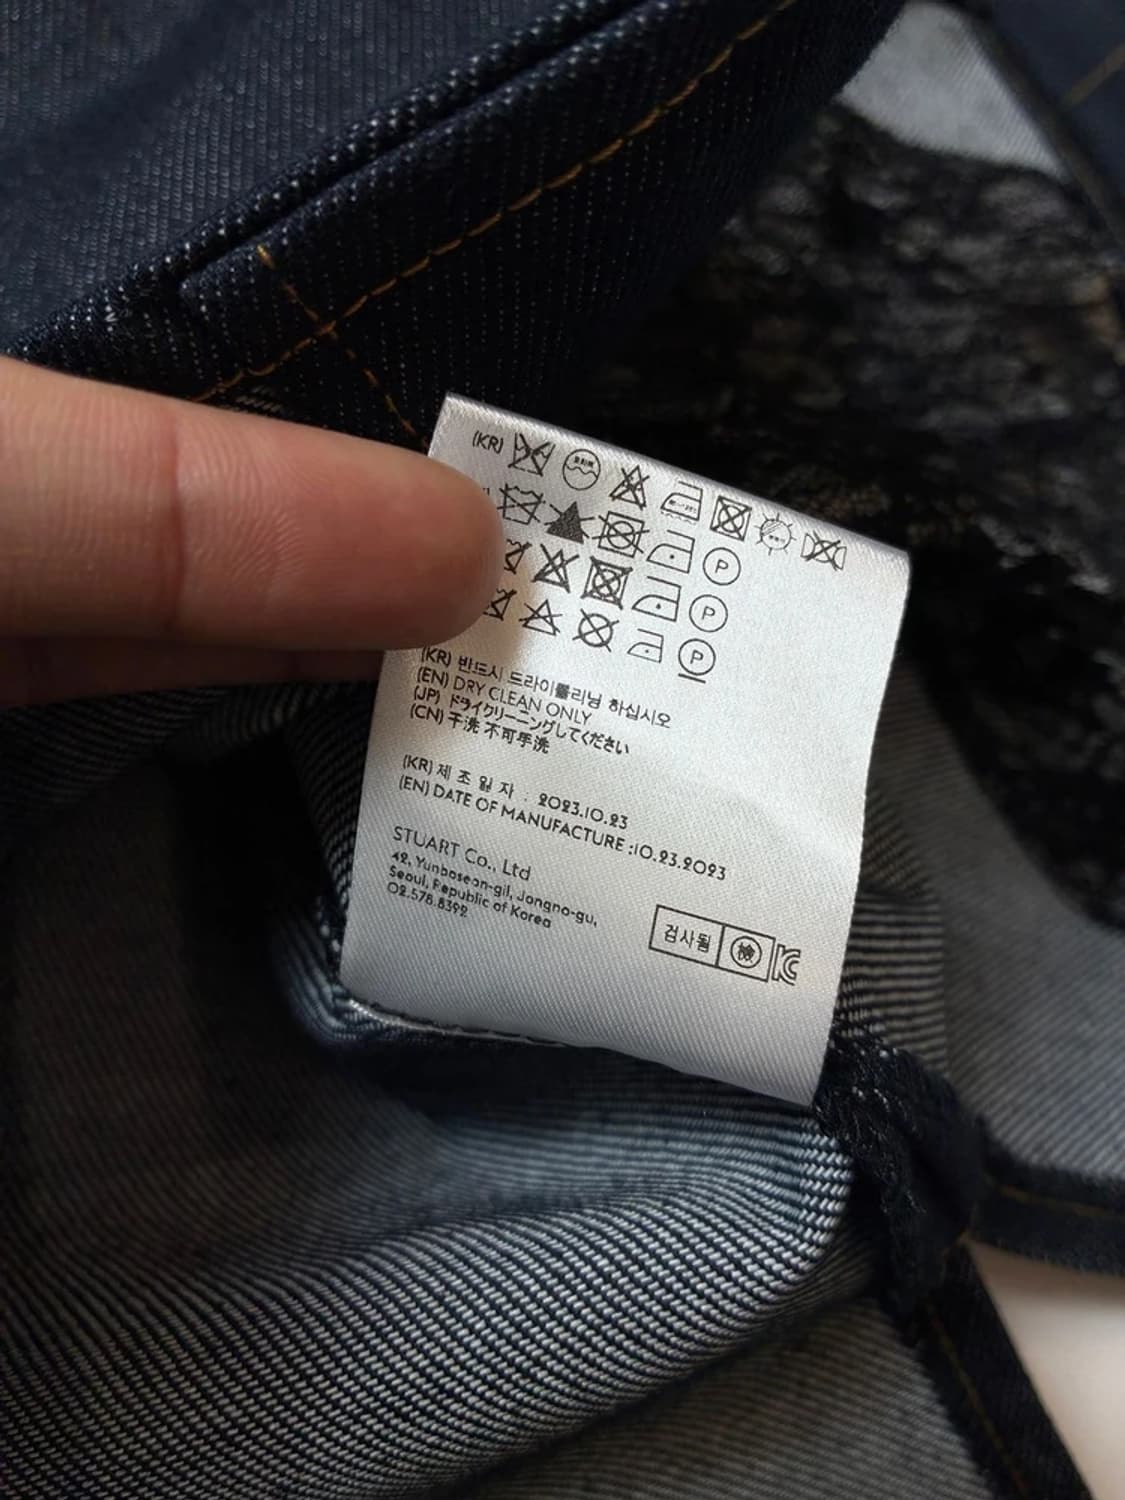 (KR)
P
P
P
(KR) 반드시 드라이클리닝 하십시오
(EN) DRY CLEAN ONLY
(JP) ドライクリーニングしてください
(CN) 干洗 不可手洗
(KR) 제 조 일 자 : 2023.10.23
(EN) DATE OF MANUFACTURE :10.23.2023
STUART Co., Ltd
42, Yunboseon-gil, Jongno-gu,
Seoul, Republic of Korea
02.578.8392
검사됨 檢 KC